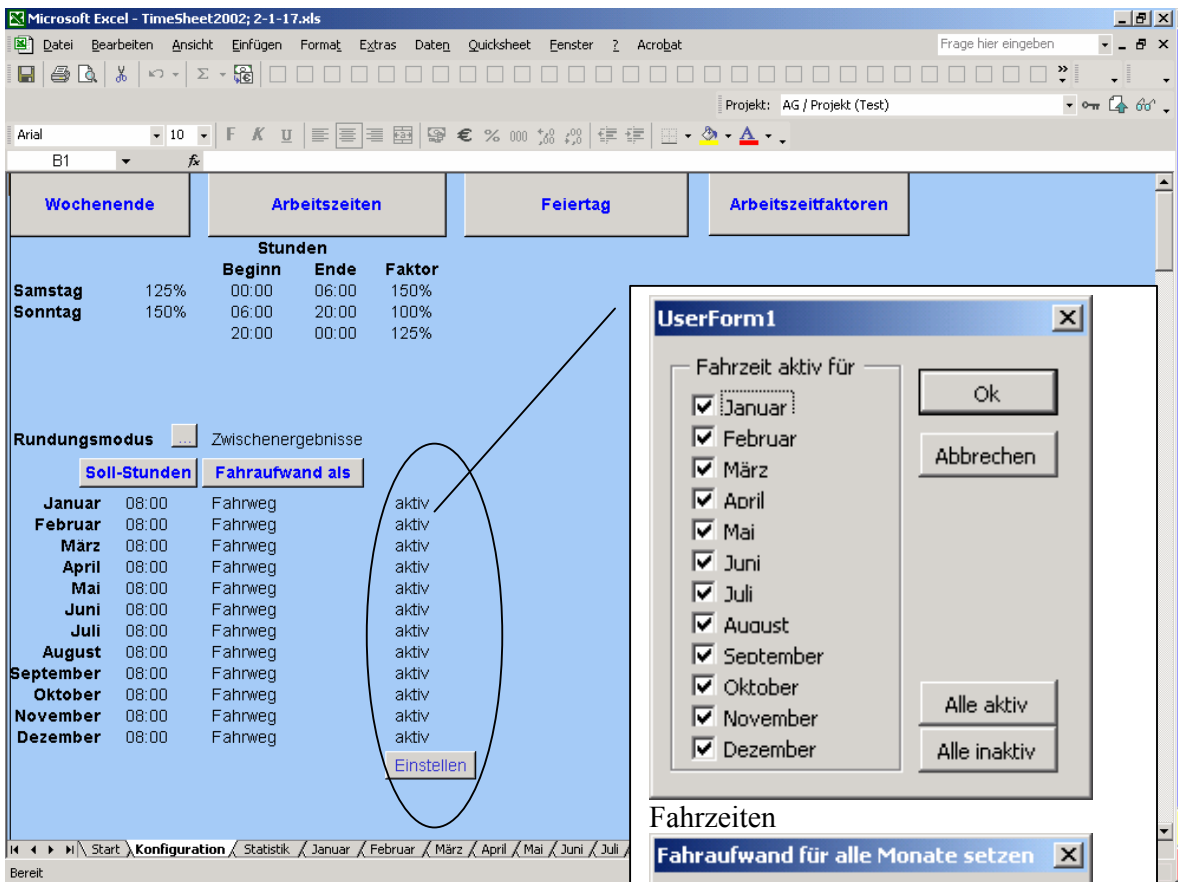 Microsoft Excel - TimeSheet2002; 2-1-17.xls
Datei Bearbeiten Ansicht Einfügen Format Extras Daten Quicksheet Fenster ? Acrobat Frage hier eingeben
Projekt: AG / Projekt (Test)
Arial 10 F K U € % 000
B1 fx
Wochenende Arbeitszeiten Feiertag Arbeitszeitfaktoren
Stunden
Beginn Ende Faktor
Samstag 125% 00:00 06:00 150%
Sonntag 150% 06:00 20:00 100%
20:00 00:00 125%
Rundungsmodus ... Zwischenergebnisse
Soll-Stunden Fahraufwand als
Januar 08:00 Fahrweg aktiv
Februar 08:00 Fahrweg aktiv
März 08:00 Fahrweg aktiv
April 08:00 Fahrweg aktiv
Mai 08:00 Fahrweg aktiv
Juni 08:00 Fahrweg aktiv
Juli 08:00 Fahrweg aktiv
August 08:00 Fahrweg aktiv
September 08:00 Fahrweg aktiv
Oktober 08:00 Fahrweg aktiv
November 08:00 Fahrweg aktiv
Dezember 08:00 Fahrweg aktiv
Einstellen
UserForm1
Fahrzeit aktiv für
Januar
Februar
März
April
Mai
Juni
Juli
August
September
Oktober
November
Dezember
Ok
Abbrechen
Alle aktiv
Alle inaktiv
Fahrzeiten
Fahraufwand für alle Monate setzen
Start Konfiguration Statistik Januar Februar März April Mai Juni Juli
Bereit